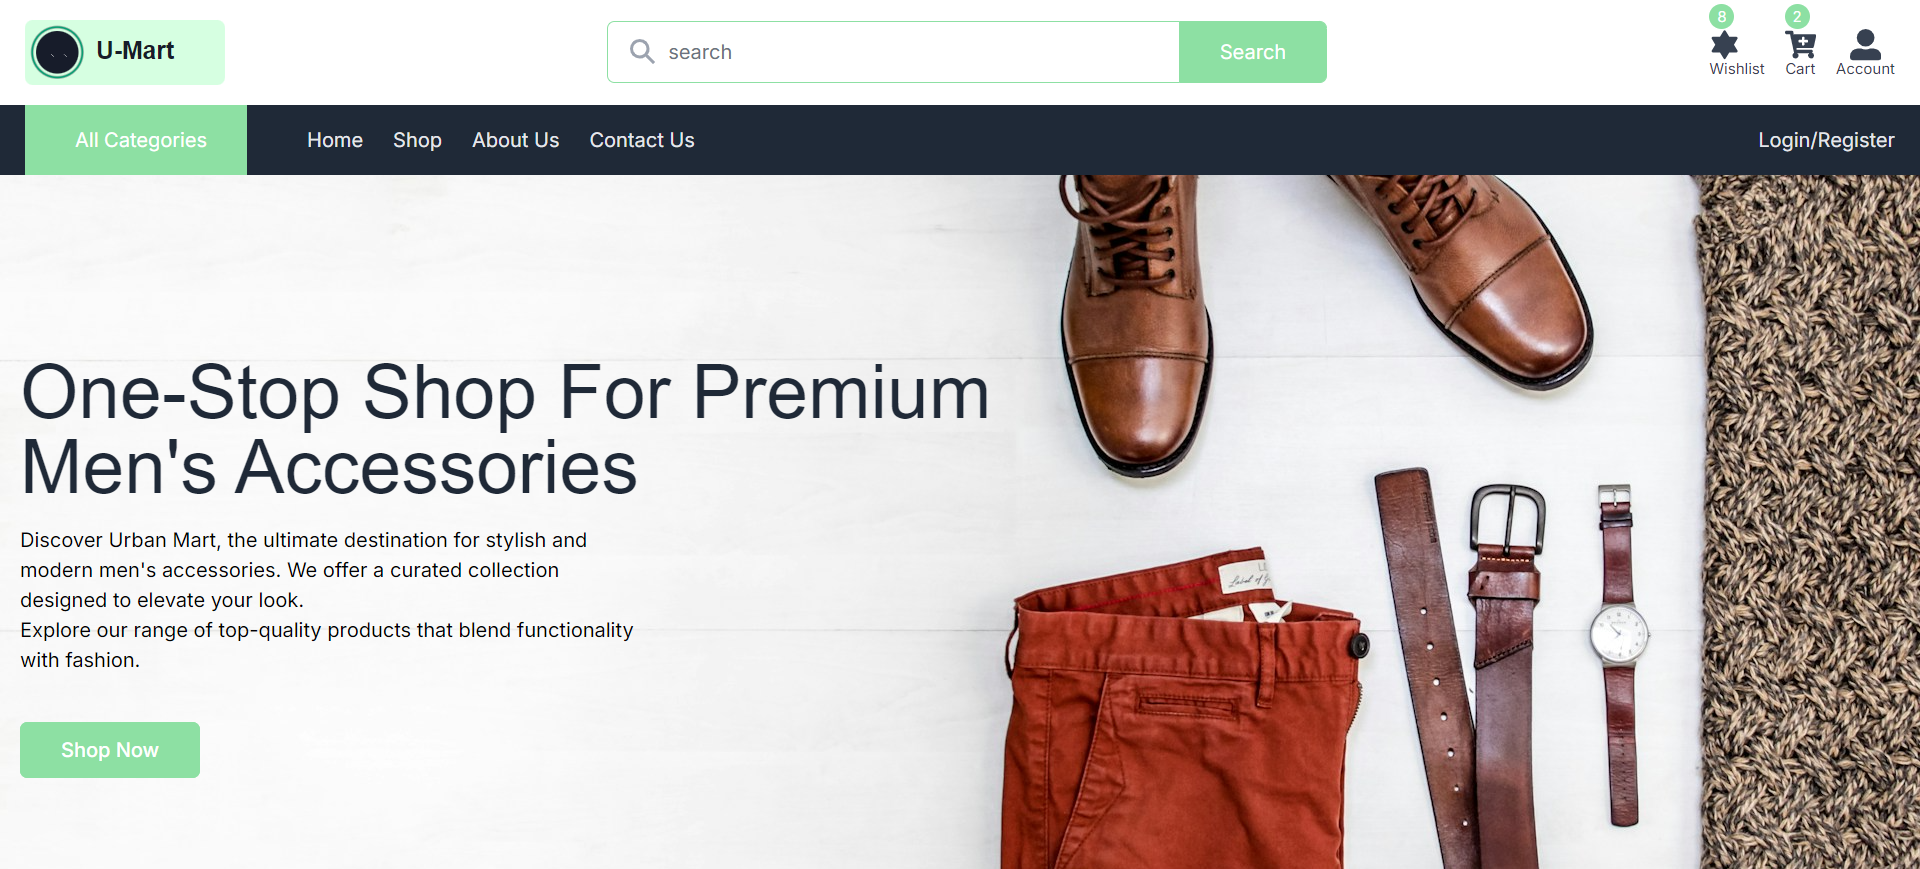 U-Mart
search
Search
8
Wishlist
2
Cart
Account
All Categories
Home
Shop
About Us
Contact Us
Login/Register
One-Stop Shop For Premium
Men's Accessories
Discover Urban Mart, the ultimate destination for stylish and
modern men's accessories. We offer a curated collection
designed to elevate your look.
Explore our range of top-quality products that blend functionality
with fashion.
Shop Now
Label of